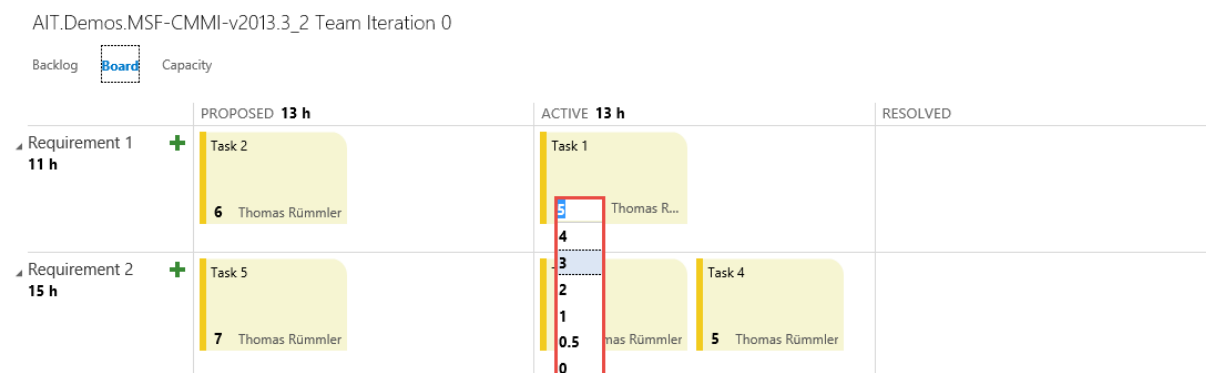 AIT.Demos.MSF-CMMI-v2013.3_2 Team Iteration 0
Backlog Board Capacity
PROPOSED 13 h ACTIVE 13 h RESOLVED
Requirement 1
11 h
Task 2
6 Thomas Rümmler
Task 1
5 Thomas R...
4
3
2
1
0.5
0
Requirement 2
15 h
Task 5
7 Thomas Rümmler
mas Rümmler
Task 4
5 Thomas Rümmler